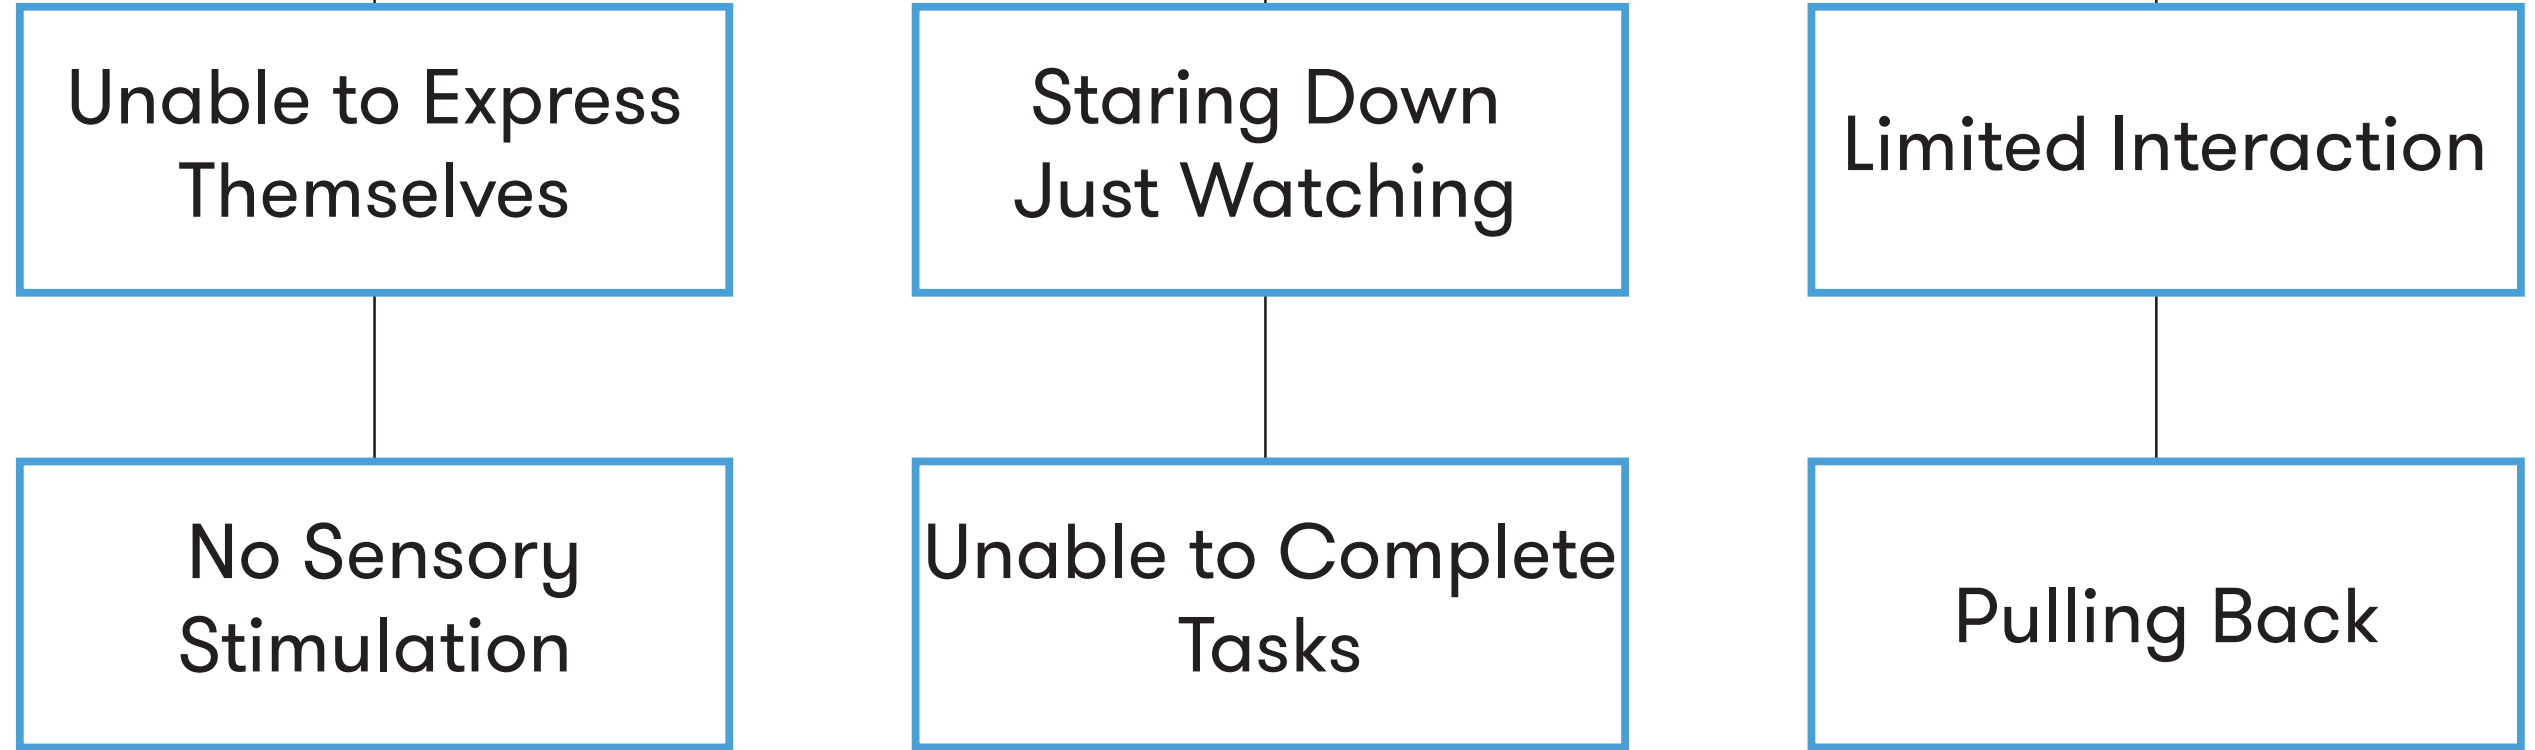 Unable to Express
Themselves
Staring Down
Just Watching
Limited Interaction
No Sensory
Stimulation
Unable to Complete
Tasks
Pulling Back